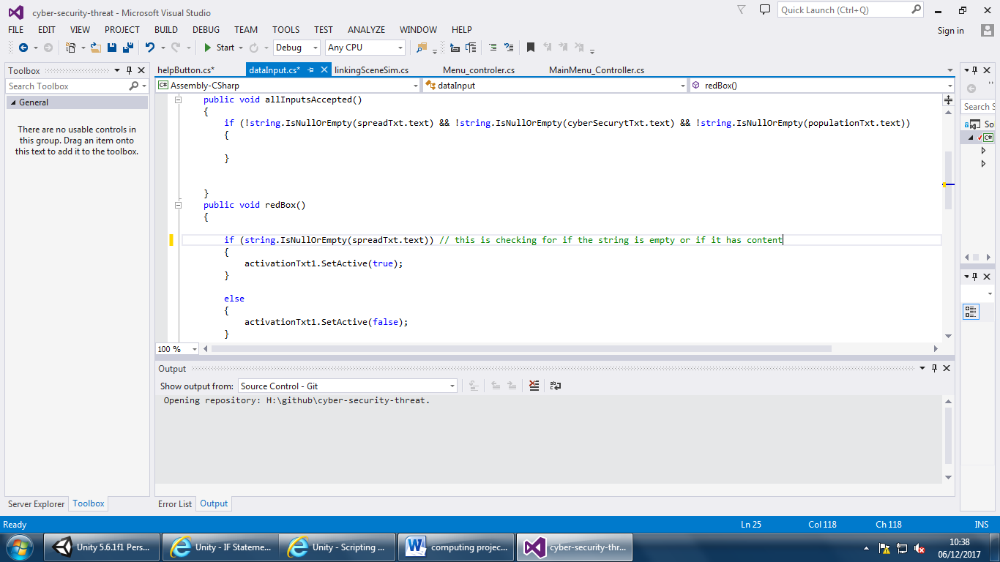 cyber-security-threat - Microsoft Visual Studio
Quick Launch (Ctrl+Q)
FILE EDIT VIEW PROJECT BUILD DEBUG TEAM TOOLS TEST ANALYZE WINDOW HELP
Sign in
Start Debug Any CPU
Toolbox
Search Toolbox
General
There are no usable controls in
this group. Drag an item onto
this text to add it to the toolbox.
helpButton.cs* dataInput.cs* linkingSceneSim.cs Menu_controler.cs MainMenu_Controller.cs
C# Assembly-CSharp dataInput redBox()
public void allInputsAccepted()
{
if (!string.IsNullOrEmpty(spreadTxt.text) && !string.IsNullOrEmpty(cyberSecurytTxt.text) && !string.IsNullOrEmpty(populationTxt.text))
{
}
}
public void redBox()
{
if (string.IsNullOrEmpty(spreadTxt.text)) // this is checking for if the string is empty or if it has content
{
activationTxt1.SetActive(true);
}
else
{
activationTxt1.SetActive(false);
}
100 %
Search S
So
C#
Output
Show output from: Source Control - Git
Opening repository: H:\github\cyber-security-threat.
Server Explorer Toolbox
Error List Output
Ready Ln 25 Col 118 Ch 118 INS
Unity 5.6.1f1 Pers... Unity - IF Stateme... Unity - Scripting ... computing projec... cyber-security-thr...
10:38
06/12/2017